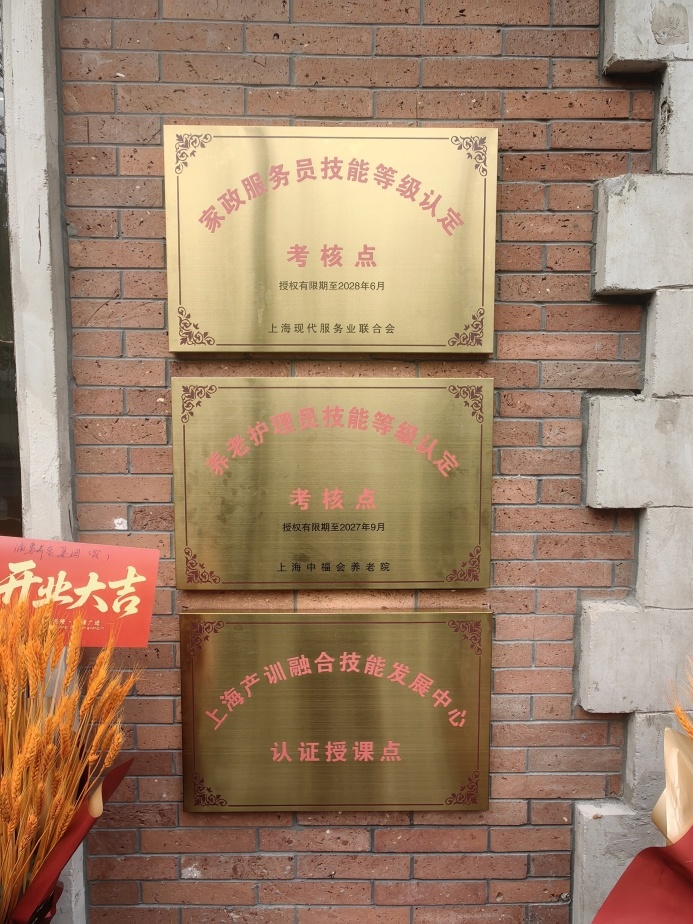 家政服务员技能等级认定
考核点
授权有限期至2028年6月
上海现代服务业联合会
养老护理员技能等级认定
考核点
授权有限期至2027年9月
上海中福会养老院
上海产训融合技能发展中心
认证授课点
开业大吉